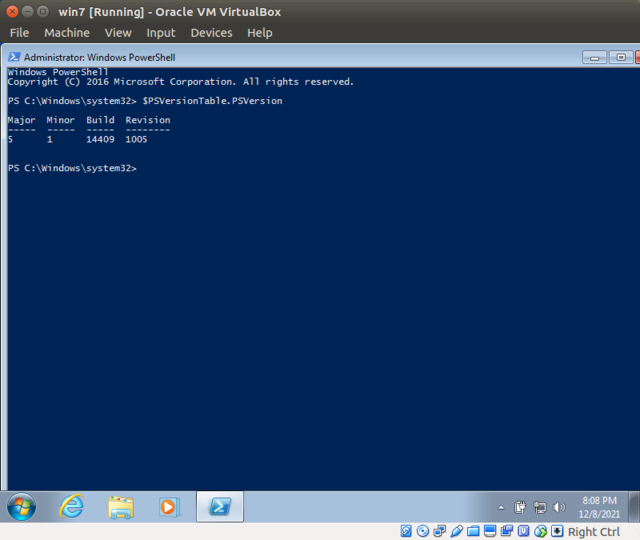 win7 [Running] - Oracle VM VirtualBox
File Machine View Input Devices Help
Administrator: Windows PowerShell
Windows PowerShell
Copyright (C) 2016 Microsoft Corporation. All rights reserved.
PS C:\Windows\system32> $PSVersionTable.PSVersion
Major Minor Build Revision
----- ----- ----- --------
5 1 14409 1005
PS C:\Windows\system32>
8:08 PM
12/8/2021
Right Ctrl